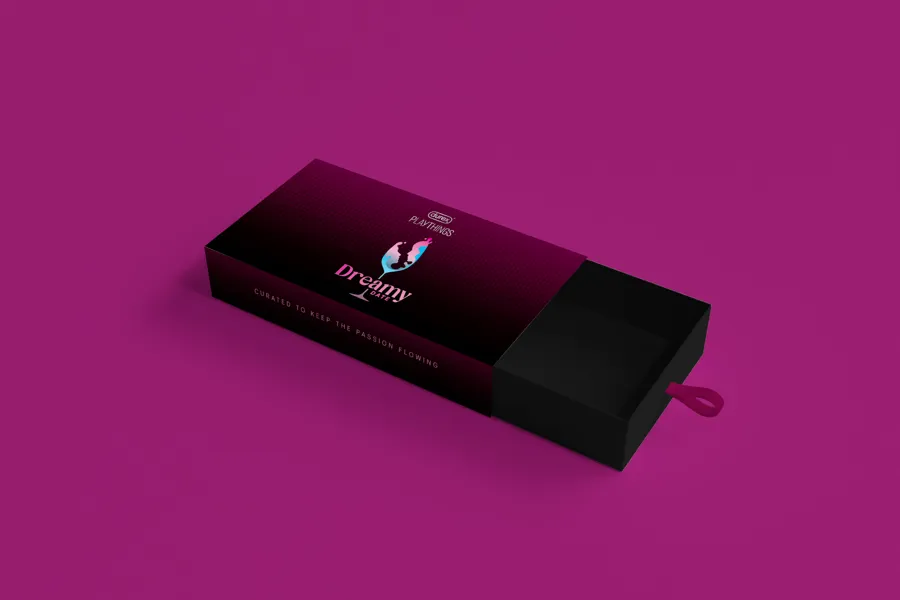 durex
PLAYTHINGS
Dreamy
DATE
CURATED TO KEEP THE PASSION FLOWING